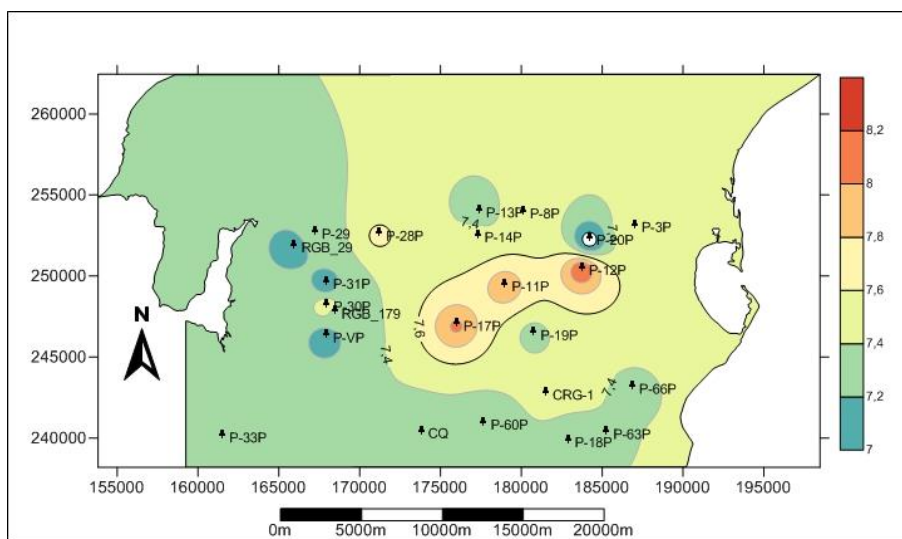 260000
255000
250000
245000
240000
155000
160000
165000
170000
175000
180000
185000
190000
195000
8,2
8
7,8
7,6
7,4
7,2
7
P-13P
P-8P
7.4
P-14P
P-3P
P-29
P-28P
RGB_29
P-20P
P-31P
P-12P
P-11P
P-30P
RGB_179
P-17P
7.6
P-VP
P-19P
7.4
CRG-1
7.4
P-66P
P-33P
CQ
P-60P
P-18P
P-63P
N
0m
5000m
10000m
15000m
20000m